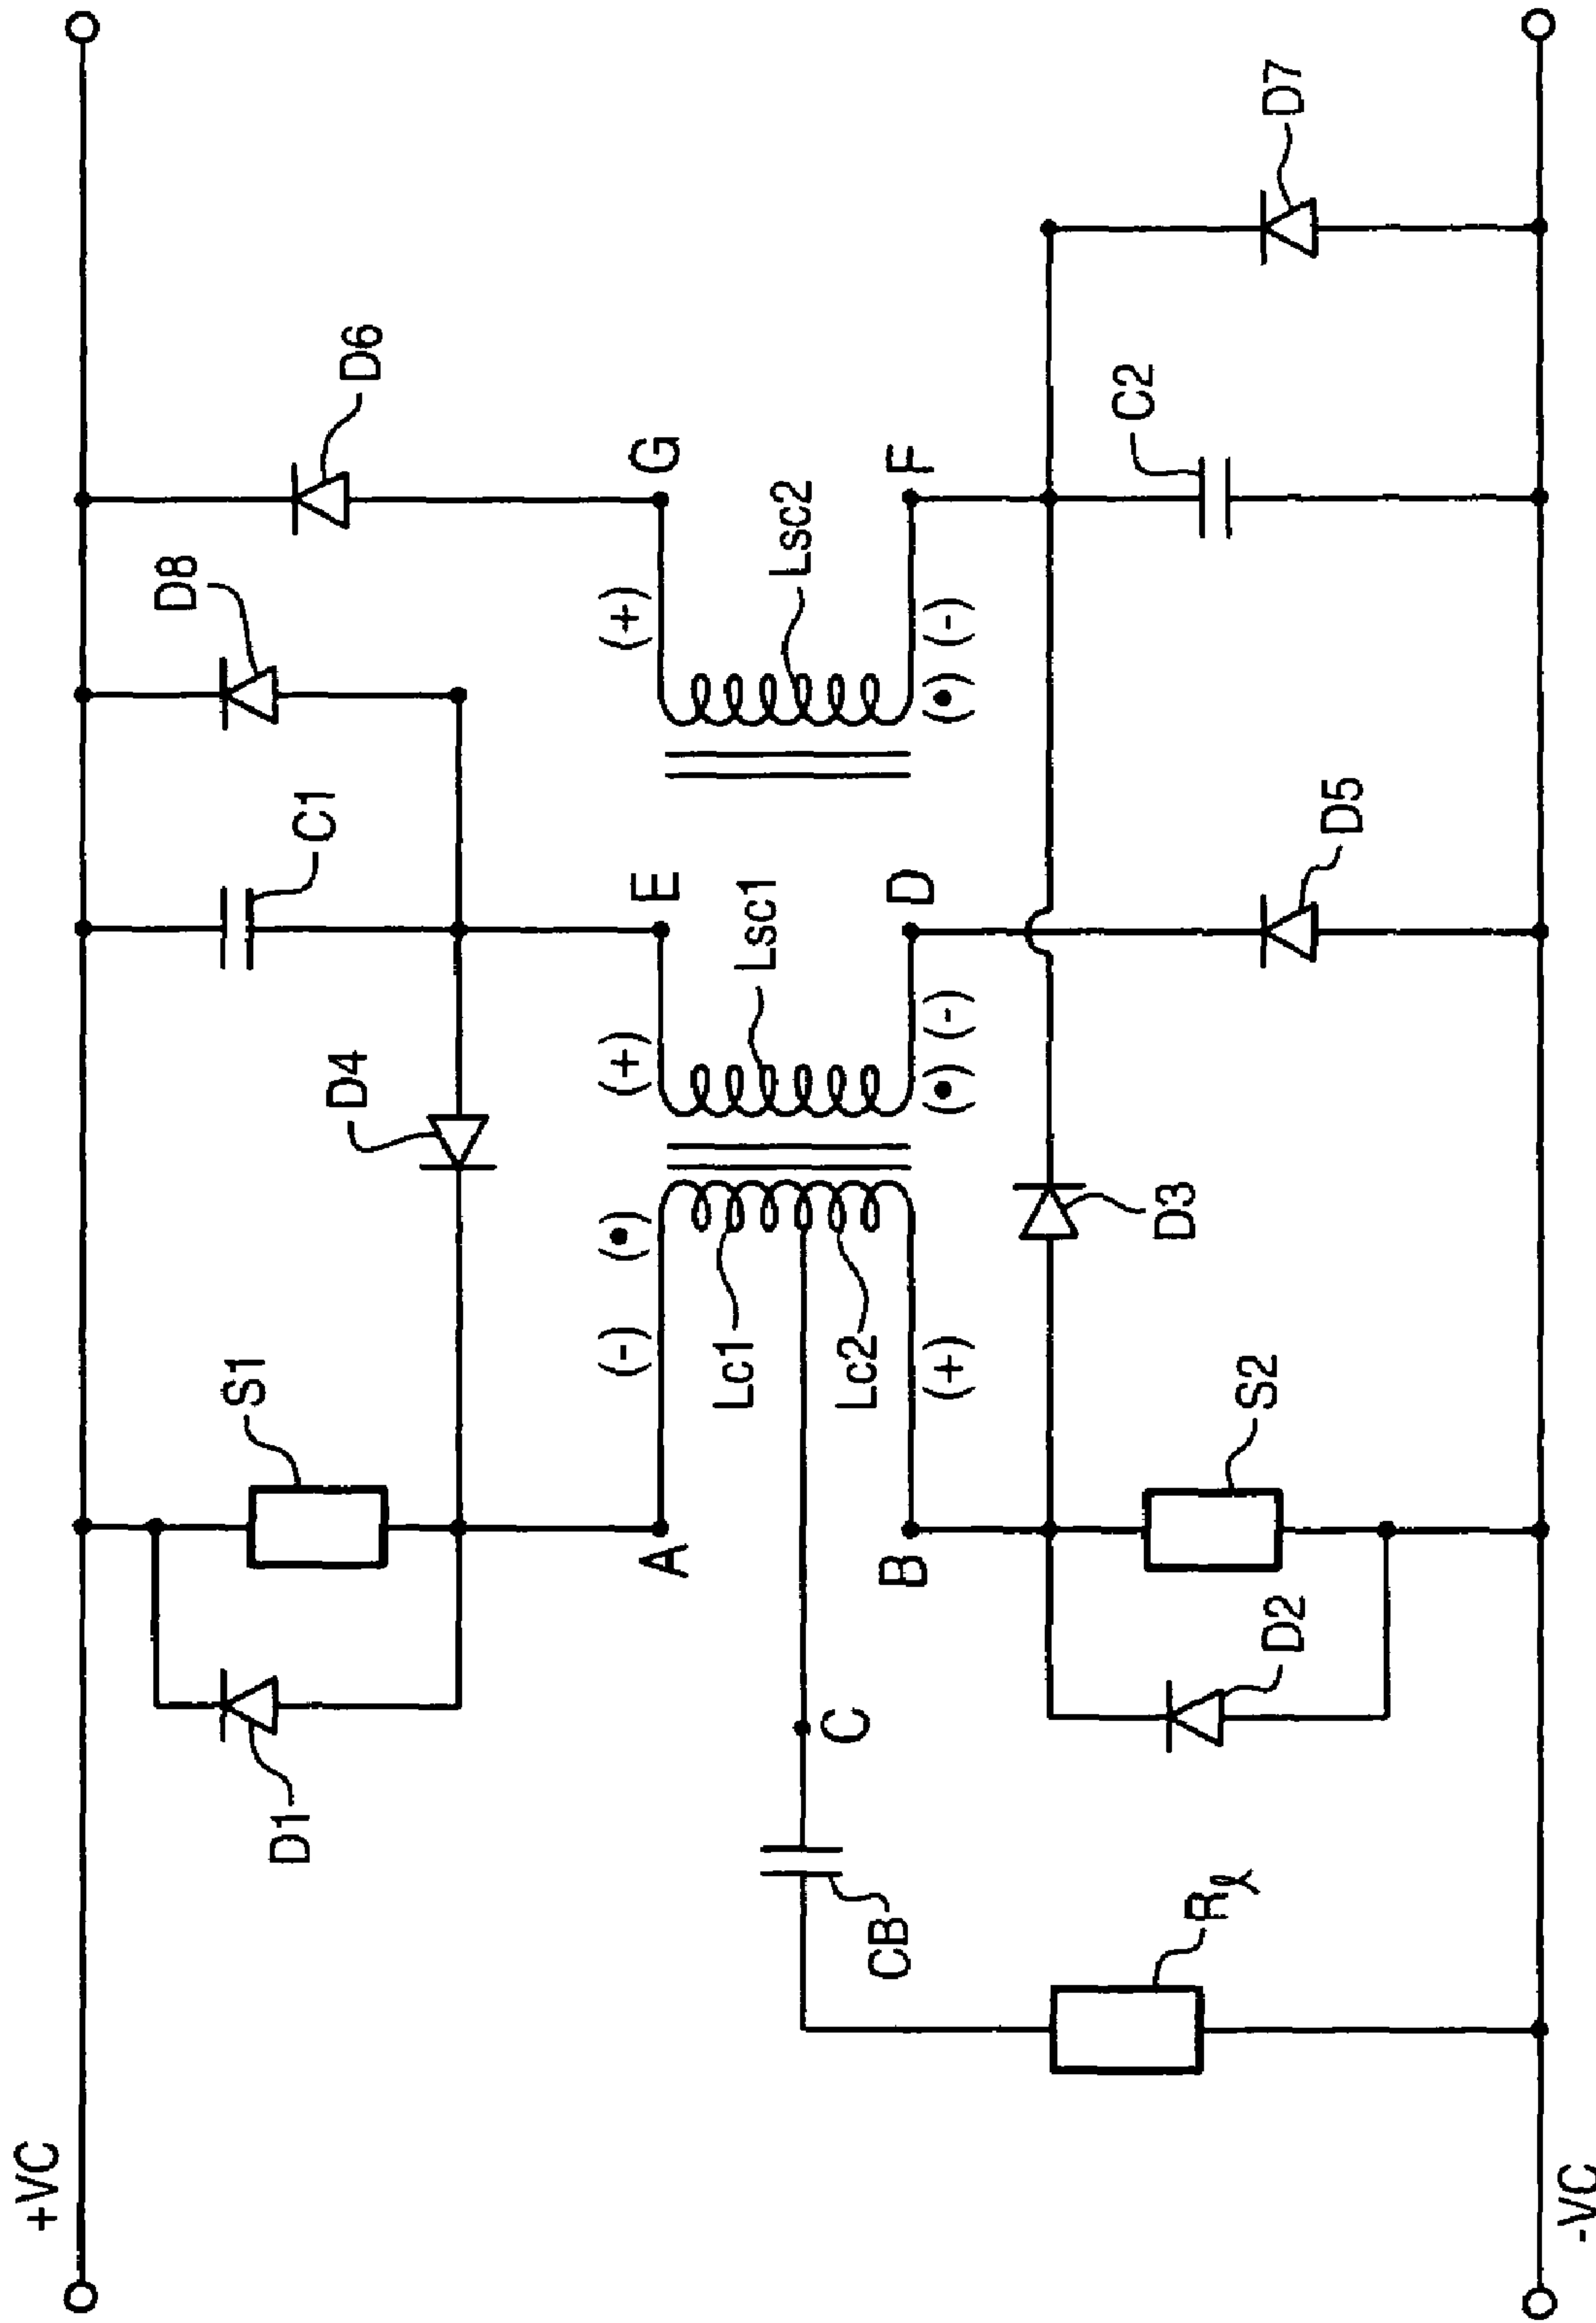 +VC
D1
S1
D4
C1
D8
D6
(-)
(•)
(+)
(+)
A
E
G
Lc1
Lsc1
Lsc2
C
Lc2
CB
B
D
F
(+)
(•)
(-)
(•)
(-)
Rℓ
D2
S2
D3
D5
C2
D7
-VC